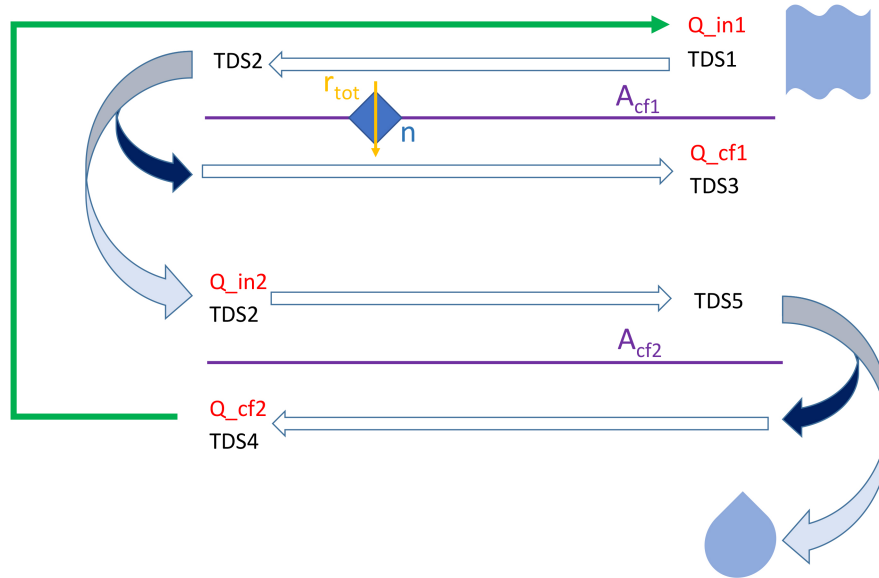 Q_in1
TDS2
TDS1
r_tot
A_cf1
n
Q_cf1
TDS3
Q_in2
TDS2
TDS5
A_cf2
Q_cf2
TDS4